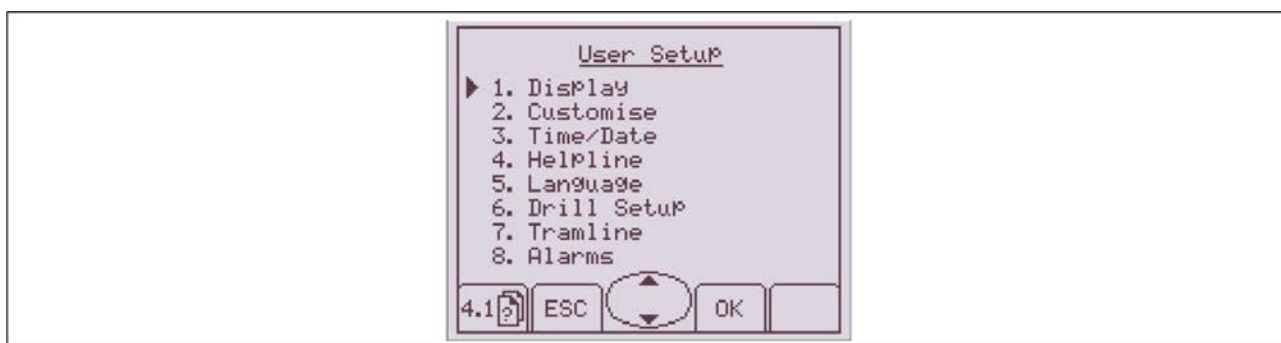 User Setup
1. Display
2. Customise
3. Time/Date
4. Helpline
5. Language
6. Drill Setup
7. Tramline
8. Alarms
4.1 ? ESC OK